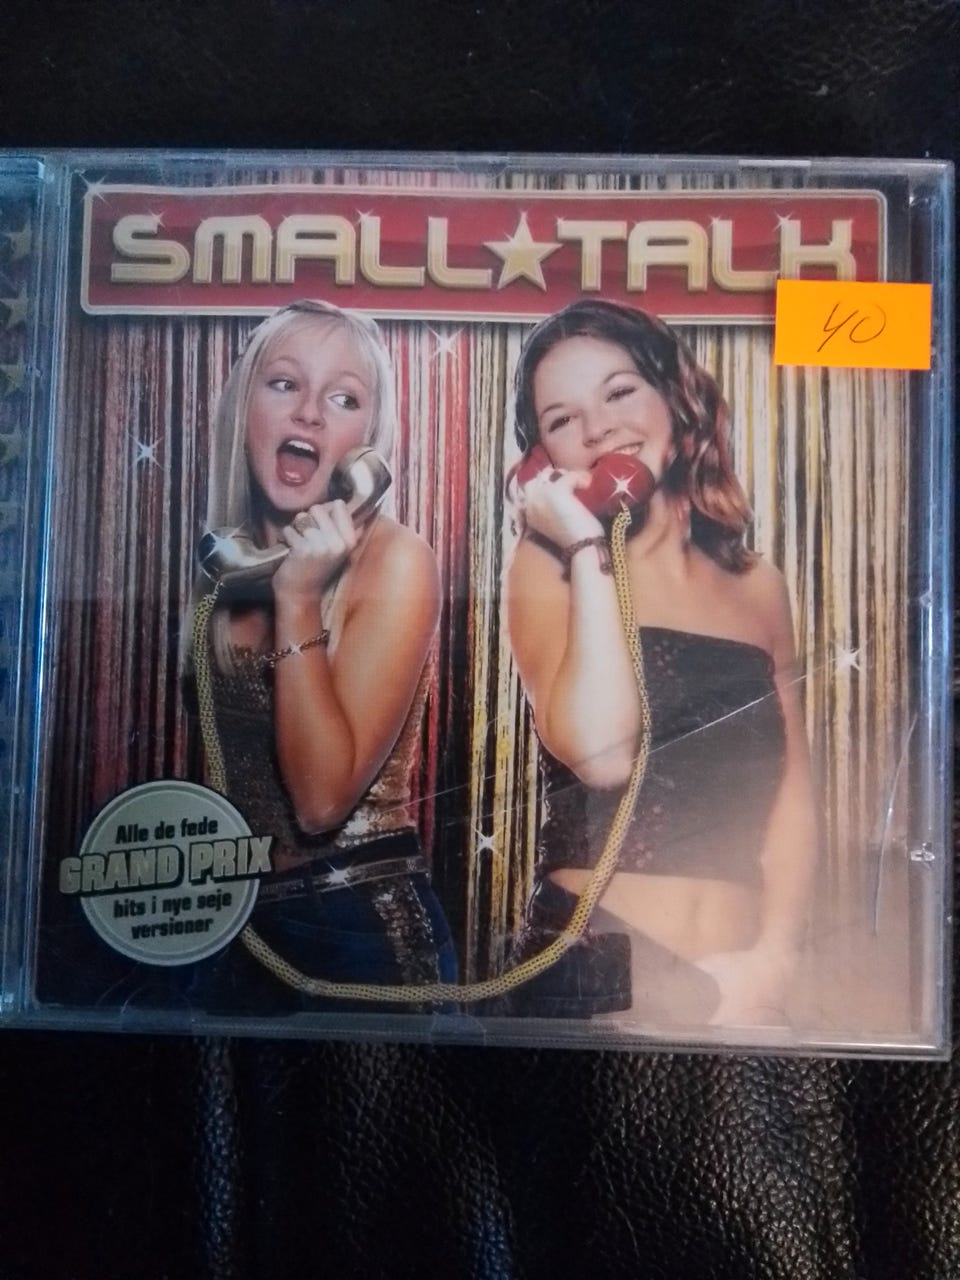 SMALL★TALK
40
Alle de fede
GRAND PRIX
hits i nye seje
versioner